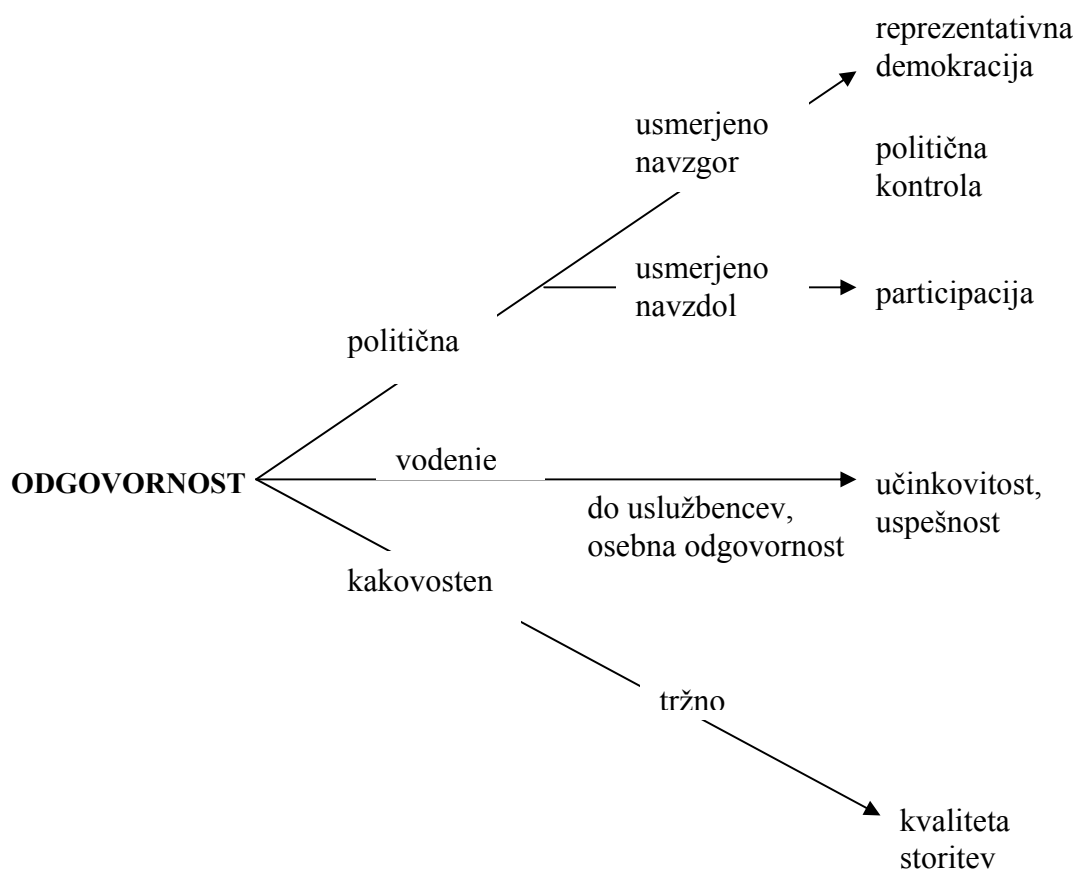 reprezentativna
demokracija
usmerjeno
navzgor
politična
kontrola
usmerjeno
navzdol
participacija
politična
vodenje
ODGOVORNOST
do uslužbencev,
osebna odgovornost
učinkovitost,
uspešnost
kakovosten
tržno
kvaliteta
storitev